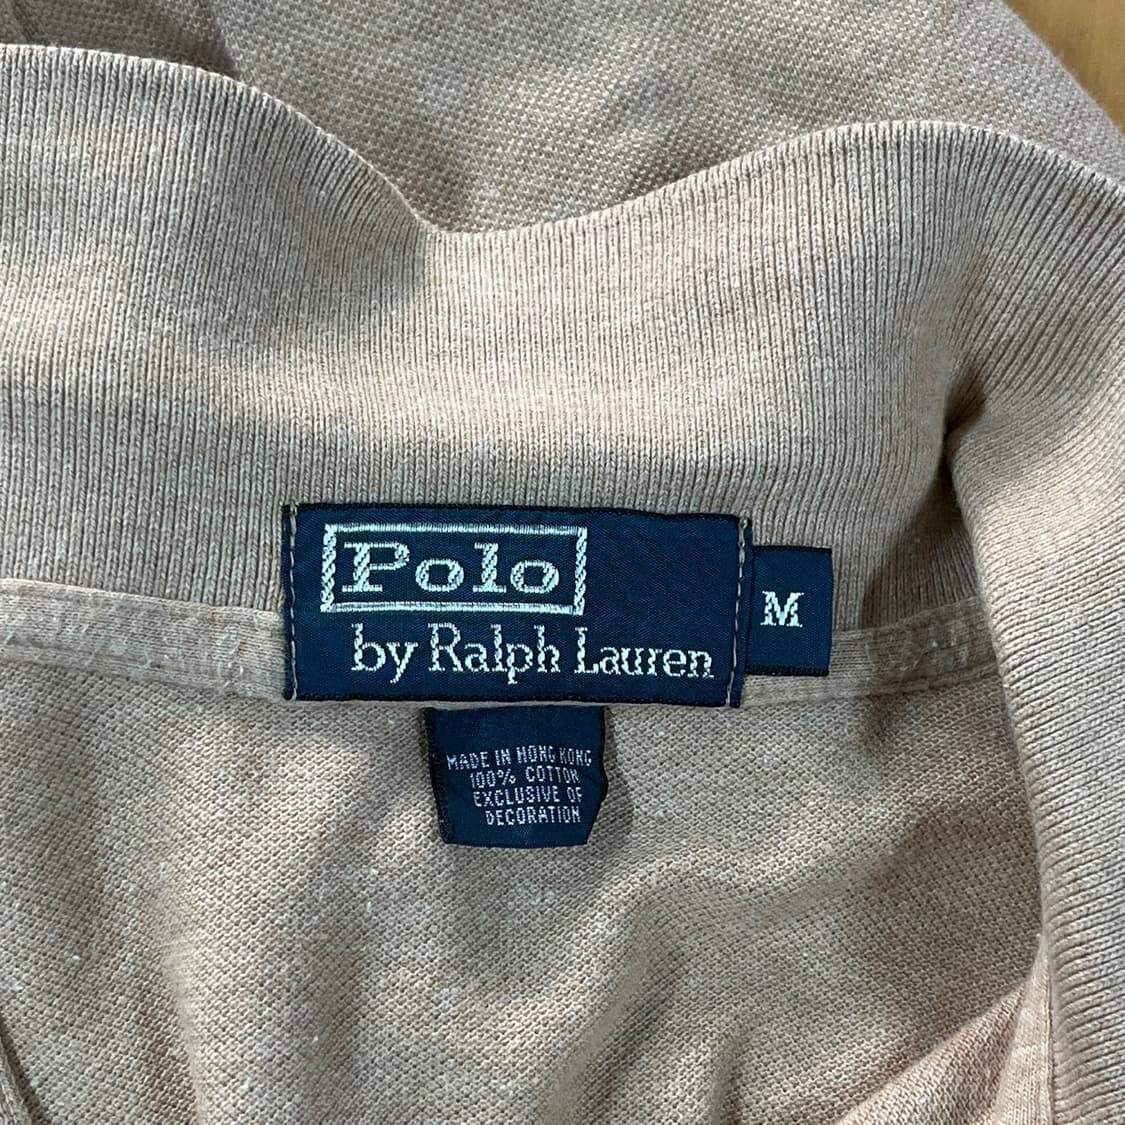 Polo
by Ralph Lauren
M
MADE IN HONG KONG
100% COTTON
EXCLUSIVE OF
DECORATION